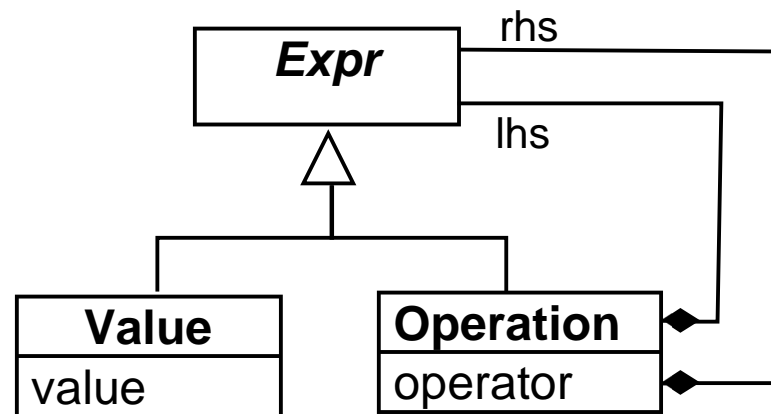 rhs
Expr
lhs
Value
Operation
value
operator